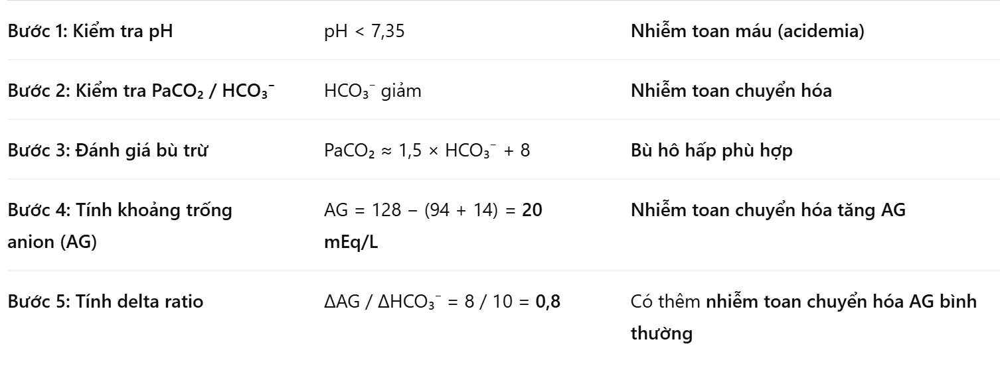 Bước 1: Kiểm tra pH pH < 7,35 Nhiễm toan máu (acidemia)
Bước 2: Kiểm tra PaCO₂ / HCO₃⁻ HCO₃⁻ giảm Nhiễm toan chuyển hóa
Bước 3: Đánh giá bù trừ PaCO₂ ≈ 1,5 × HCO₃⁻ + 8 Bù hô hấp phù hợp
Bước 4: Tính khoảng trống AG = 128 − (94 + 14) = 20 Nhiễm toan chuyển hóa tăng AG
anion (AG) mEq/L
Bước 5: Tính delta ratio ΔAG / ΔHCO₃⁻ = 8 / 10 = 0,8 Có thêm nhiễm toan chuyển hóa AG bình
thường